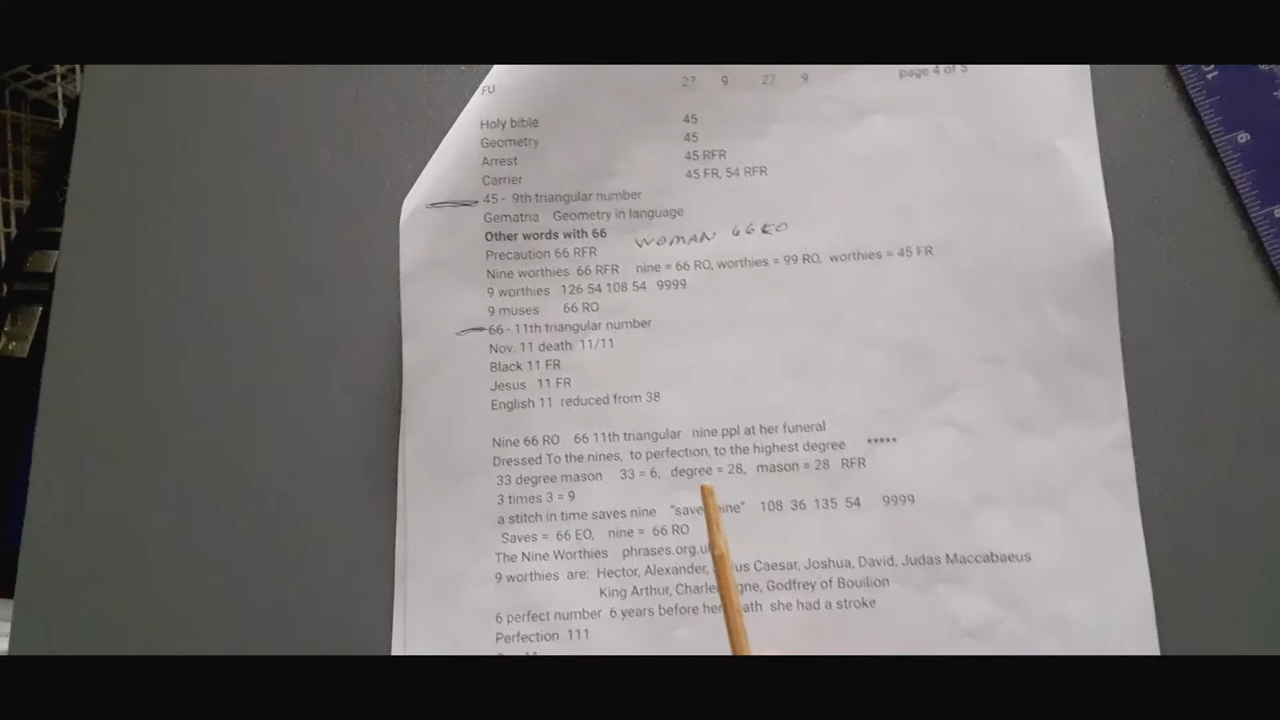 27 9 27 9 page 4 of 5
FU
Holy bible 45
Geometry 45
Arrest 45 RFR
Carrier 45 FR, 54 RFR
45 - 9th triangular number
Gematria Geometry in language
Other words with 66 WOMAN 66 EO
Precaution 66 RFR
Nine worthies 66 RFR nine = 66 RO, worthies = 99 RO, worthies = 45 FR
9 worthies 126 54 108 54 9999
9 muses 66 RO
66 - 11th triangular number
Nov. 11 death 11/11
Black 11 FR
Jesus 11 FR
English 11 reduced from 38
Nine 66 RO 66 11th triangular nine ppl at her funeral
Dressed To the nines, to perfection, to the highest degree *****
33 degree mason 33 = 6, degree = 28, mason = 28 RFR
3 times 3 = 9
a stitch in time saves nine "save 108 36 135 54 9999
Saves = 66 EO, nine = 66 RO
The Nine Worthies phrases.org.u
9 worthies are: Hector, Alexander, Caesar, Joshua, David, Judas Maccabaeus
King Arthur, Godfrey of Bouilion
6 perfect number 6 years before her she had a stroke
Perfection 111
10
9